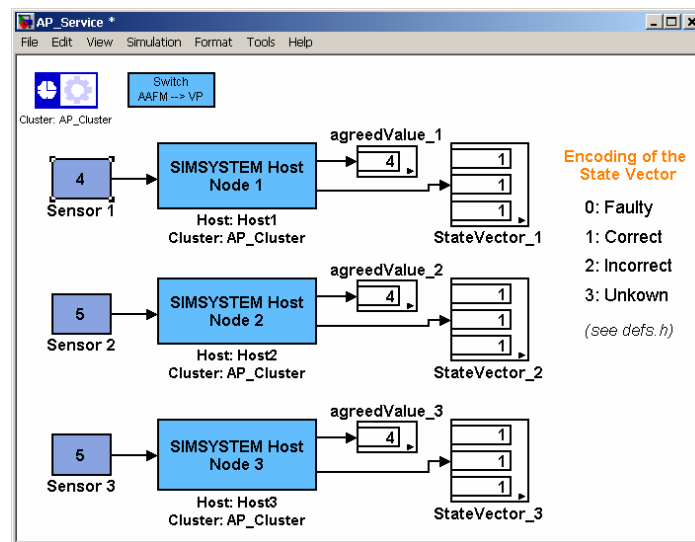 AP_Service *
File Edit View Simulation Format Tools Help
Switch
AAFM --> VP
Cluster: AP_Cluster
4
Sensor 1
SIMSYSTEM Host
Node 1
Host: Host1
Cluster: AP_Cluster
agreedValue_1
4
1
1
1
StateVector_1
Encoding of the
State Vector
0: Faulty
1: Correct
2: Incorrect
3: Unkown
(see defs.h)
5
Sensor 2
SIMSYSTEM Host
Node 2
Host: Host2
Cluster: AP_Cluster
agreedValue_2
4
1
1
1
StateVector_2
5
Sensor 3
SIMSYSTEM Host
Node 3
Host: Host3
Cluster: AP_Cluster
agreedValue_3
4
1
1
1
StateVector_3